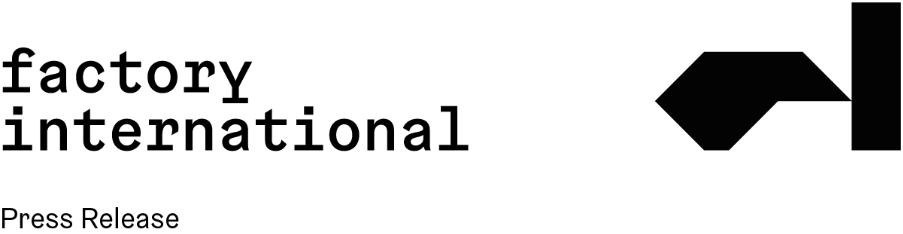 factory
international
Press Release